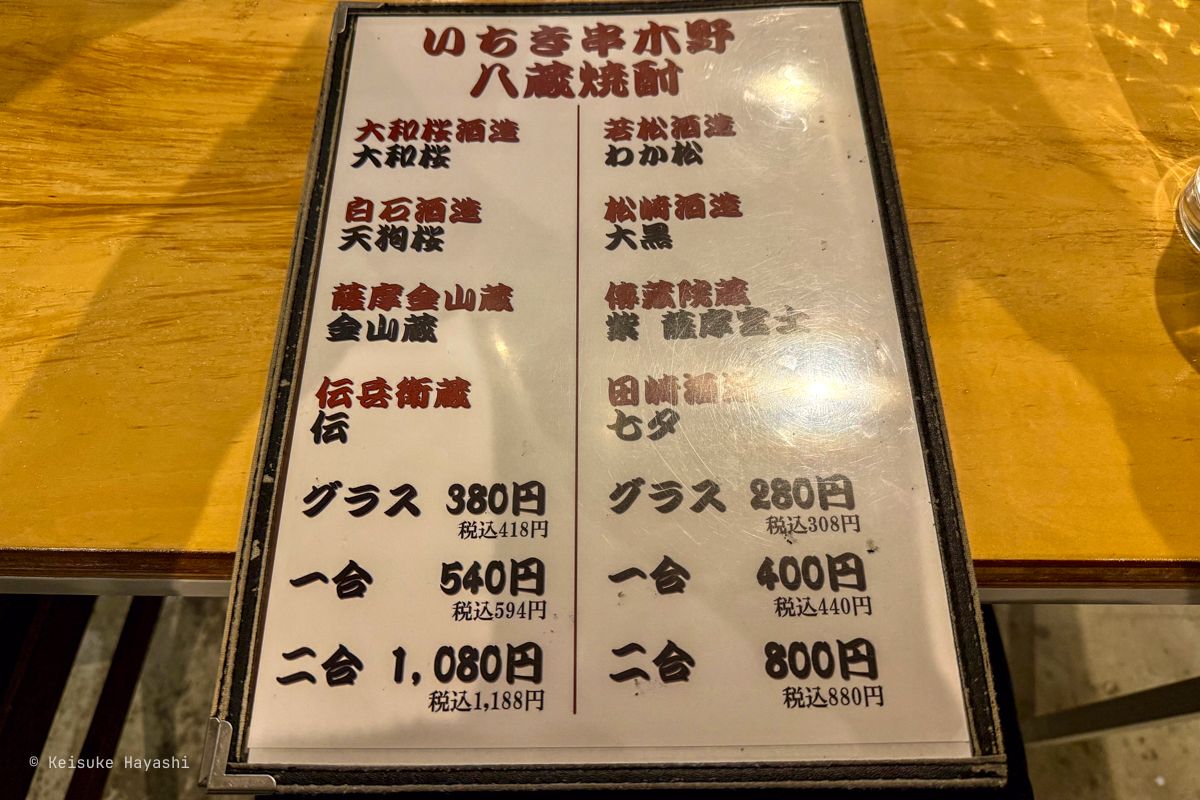 いちき串木野
八蔵焼酎
大和桜酒造
大和桜
白石酒造
天狗桜
薩摩金山蔵
金山蔵
伝兵衛蔵
伝
グラス 380円
税込418円
一合 540円
税込594円
二合 1,080円
税込1,188円
若松酒造
わか松
松崎酒造
大黒
傳藏院蔵
紫 薩摩富士
田崎酒造
七夕
グラス 280円
税込308円
一合 400円
税込440円
二合 800円
税込880円
© Keisuke Hayashi